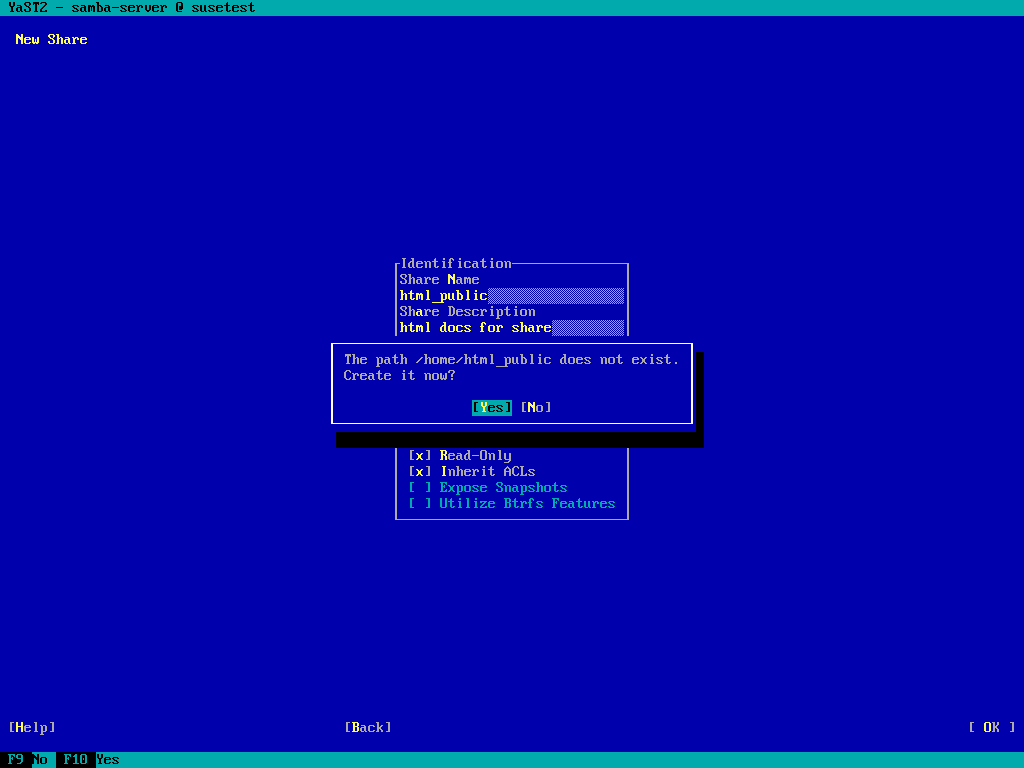 YaST2 - samba-server @ susetest
New Share
Identification
Share Name
html_public
Share Description
html docs for share
The path /home/html_public does not exist.
Create it now?
[Yes] [No]
[x] Read-Only
[x] Inherit ACLs
[ ] Expose Snapshots
[ ] Utilize Btrfs Features
[Help] [Back] [ OK ]
F9 No F10 Yes